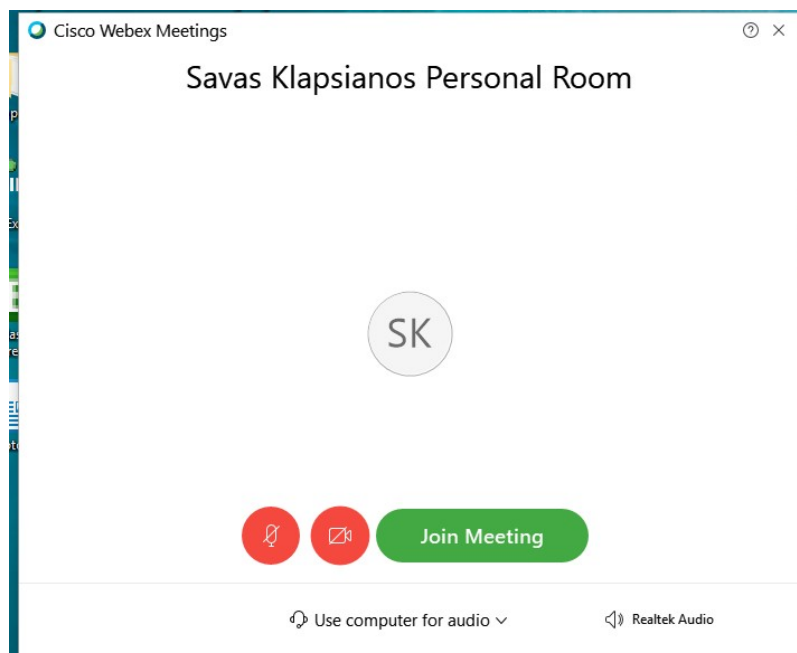 Cisco Webex Meetings
Savas Klapsianos Personal Room
SK
Join Meeting
Use computer for audio
Realtek Audio